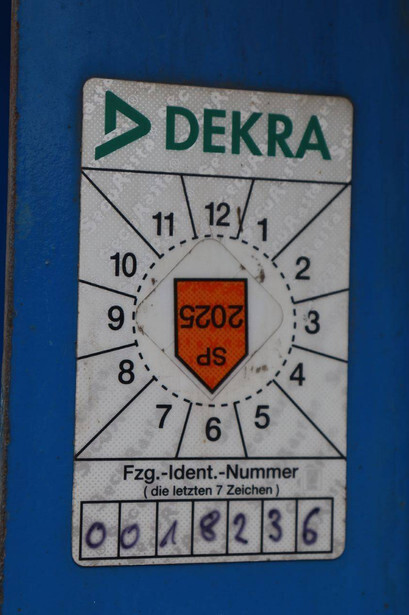 DEKRA
12
11 1
10 2
9 3
8 4
7 5
6
SP
2025
Fzg.-Ident.-Nummer
( die letzten 7 Zeichen )
0018236